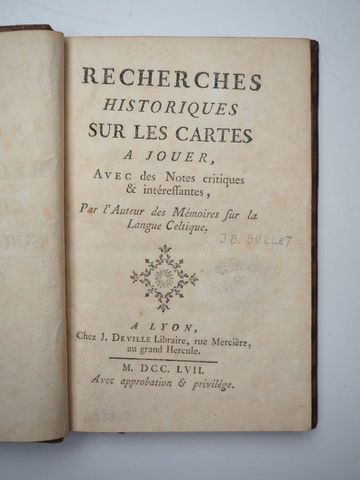 RECHERCHES
HISTORIQUES
SUR LES CARTES
A JOUER,
AVEC des Notes critiques
& intéreſſantes,
Par l'Auteur des Mémoires ſur la
Langue Celtique.
J.B. BULLET
A LYON,
Chez J. DEVILLE Libraire, rue Mercière,
au grand Hercule.
M. DCC. LVII.
Avec approbation & privilége.